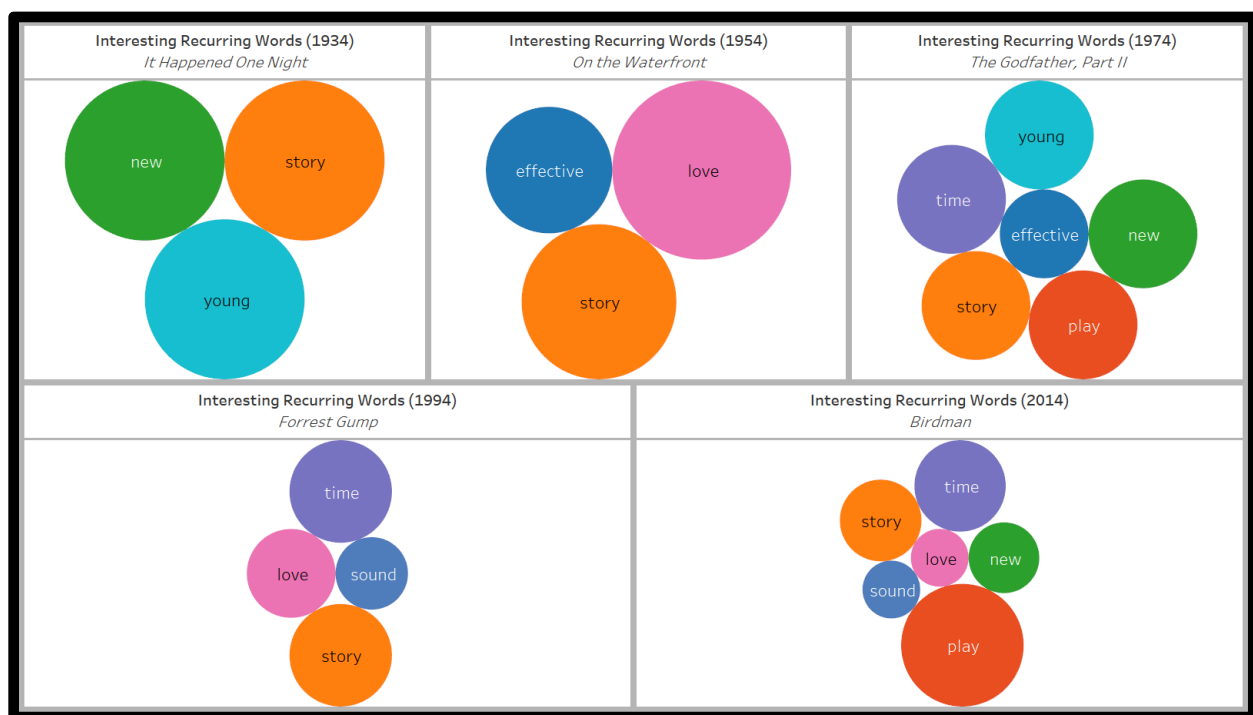 Interesting Recurring Words (1934)
It Happened One Night
new
story
young
Interesting Recurring Words (1954)
On the Waterfront
effective
love
story
Interesting Recurring Words (1974)
The Godfather, Part II
young
time
effective
new
story
play
Interesting Recurring Words (1994)
Forrest Gump
time
love
sound
story
Interesting Recurring Words (2014)
Birdman
time
story
love
new
sound
play